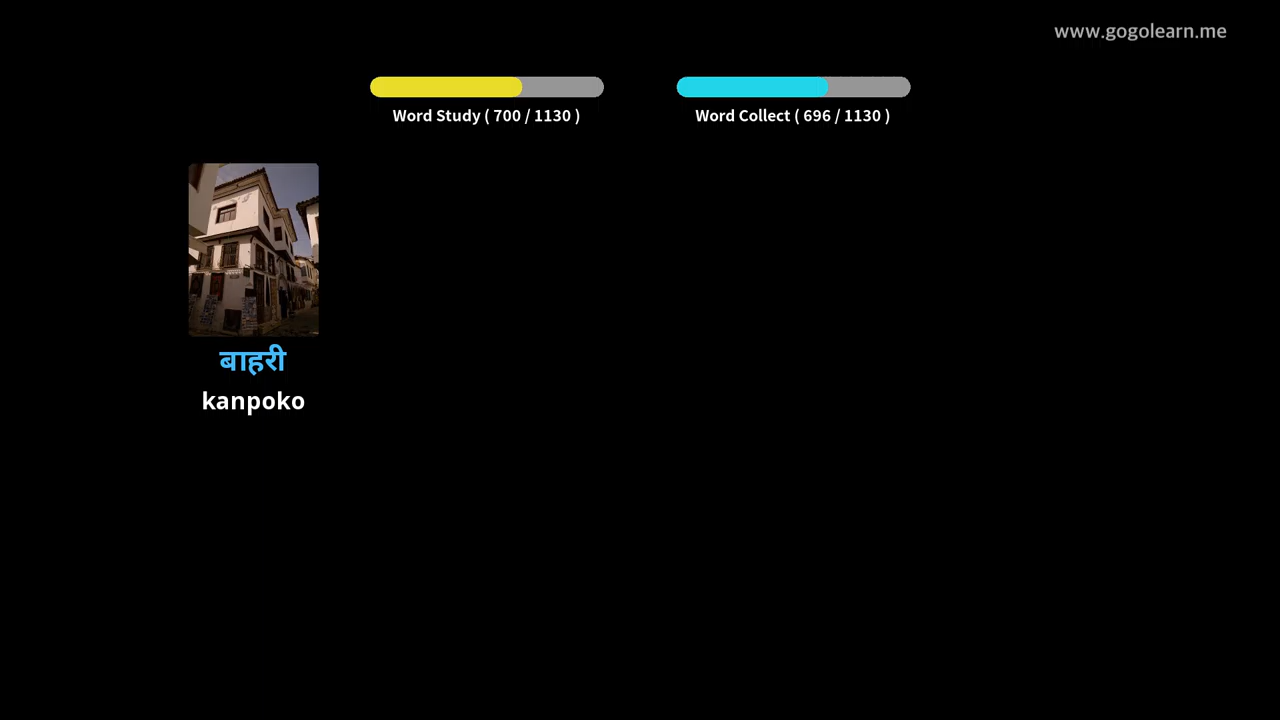 www.gogolearn.me
Word Study ( 700 / 1130 )
Word Collect ( 696 / 1130 )
बाहरी
kanpoko